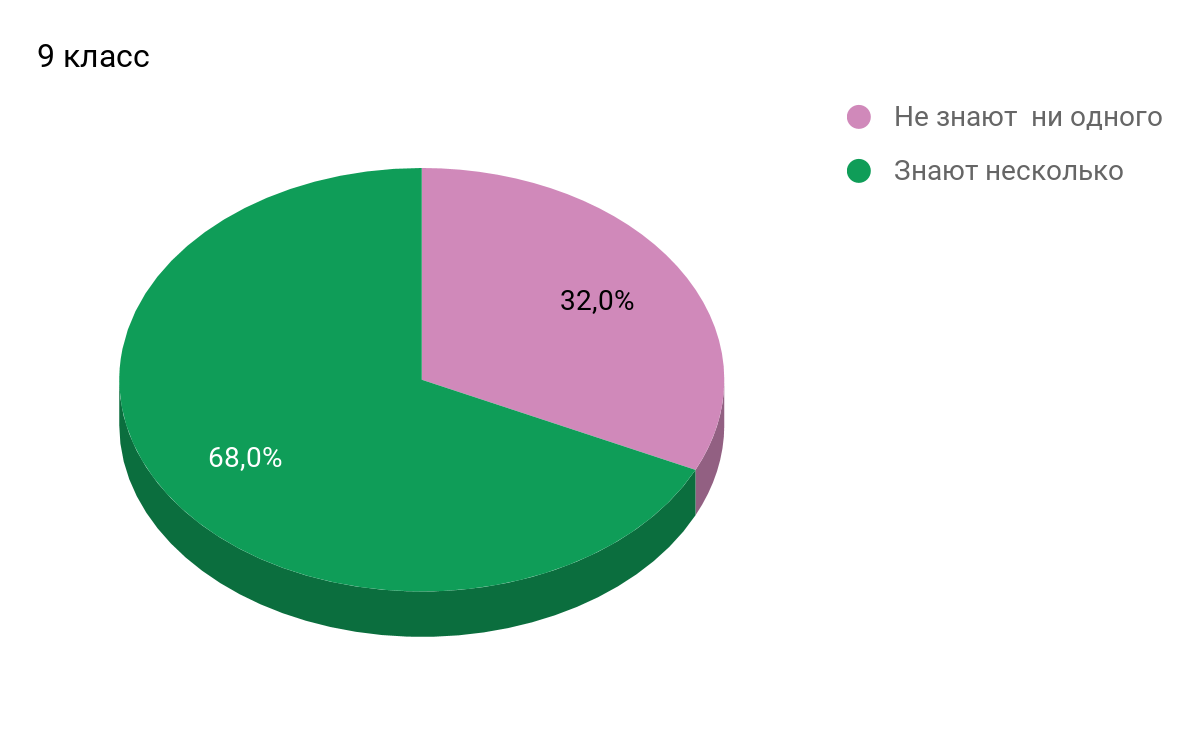 9 класс
Не знают  ни одного
Знают несколько
32,0%
68,0%